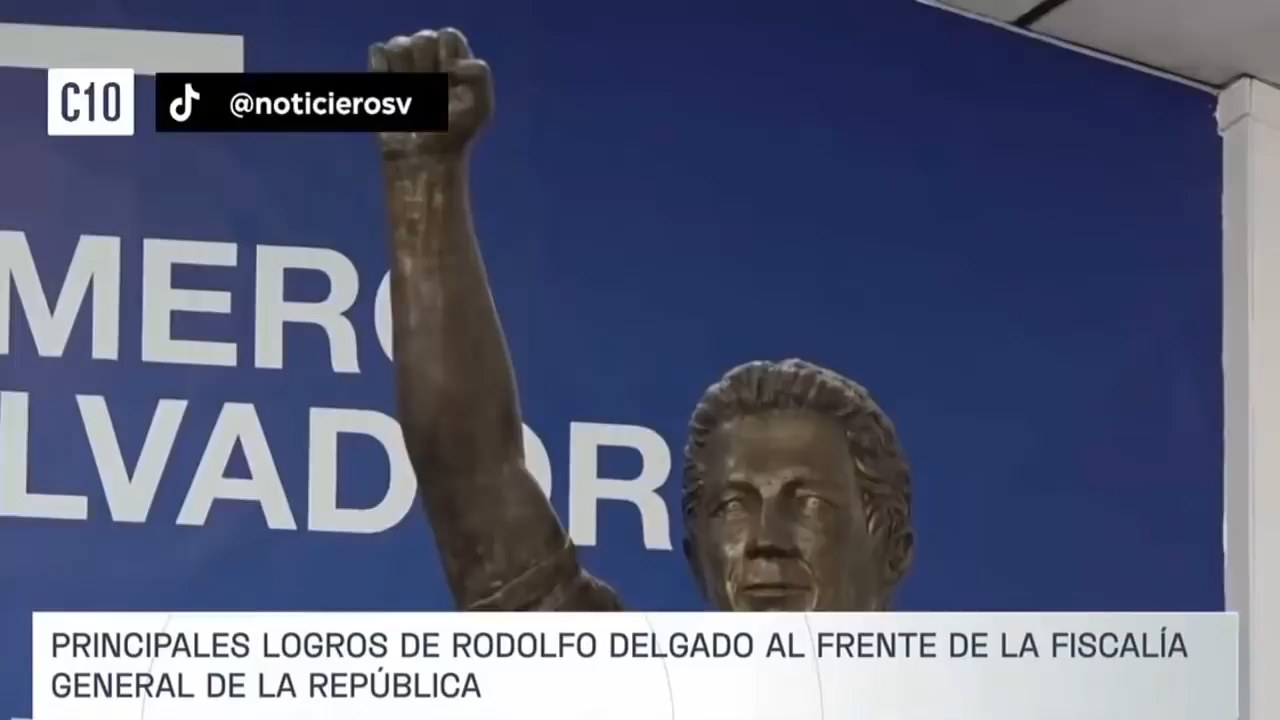 C10
@noticierosv
MERO
LVADOR
PRINCIPALES LOGROS DE RODOLFO DELGADO AL FRENTE DE LA FISCALÍA
GENERAL DE LA REPÚBLICA